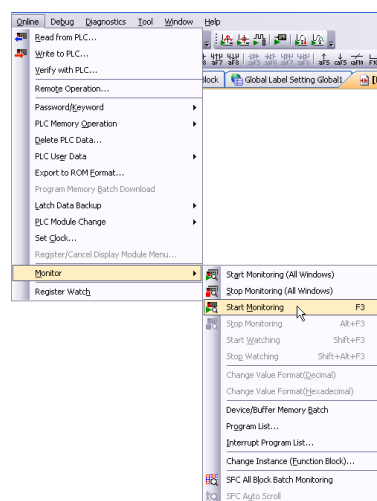 Online Debug Diagnostics Tool Window Help
Read from PLC...
Write to PLC...
Verify with PLC...
Remote Operation...
Password/Keyword
PLC Memory Operation
Delete PLC Data...
PLC User Data
Export to ROM Format...
Program Memory Batch Download
Latch Data Backup
PLC Module Change
Set Clock...
Register/Cancel Display Module Menu...
Monitor
Register Watch
lock
Global Label Setting Global1
Start Monitoring (All Windows)
Stop Monitoring (All Windows)
Start Monitoring F3
Stop Monitoring Alt+F3
Start Watching Shift+F3
Stop Watching Shift+Alt+F3
Change Value Format(Decimal)
Change Value Format(Hexadecimal)
Device/Buffer Memory Batch
Program List...
Interrupt Program List...
Change Instance (Function Block)...
SFC All Block Batch Monitoring
SFC Auto Scroll